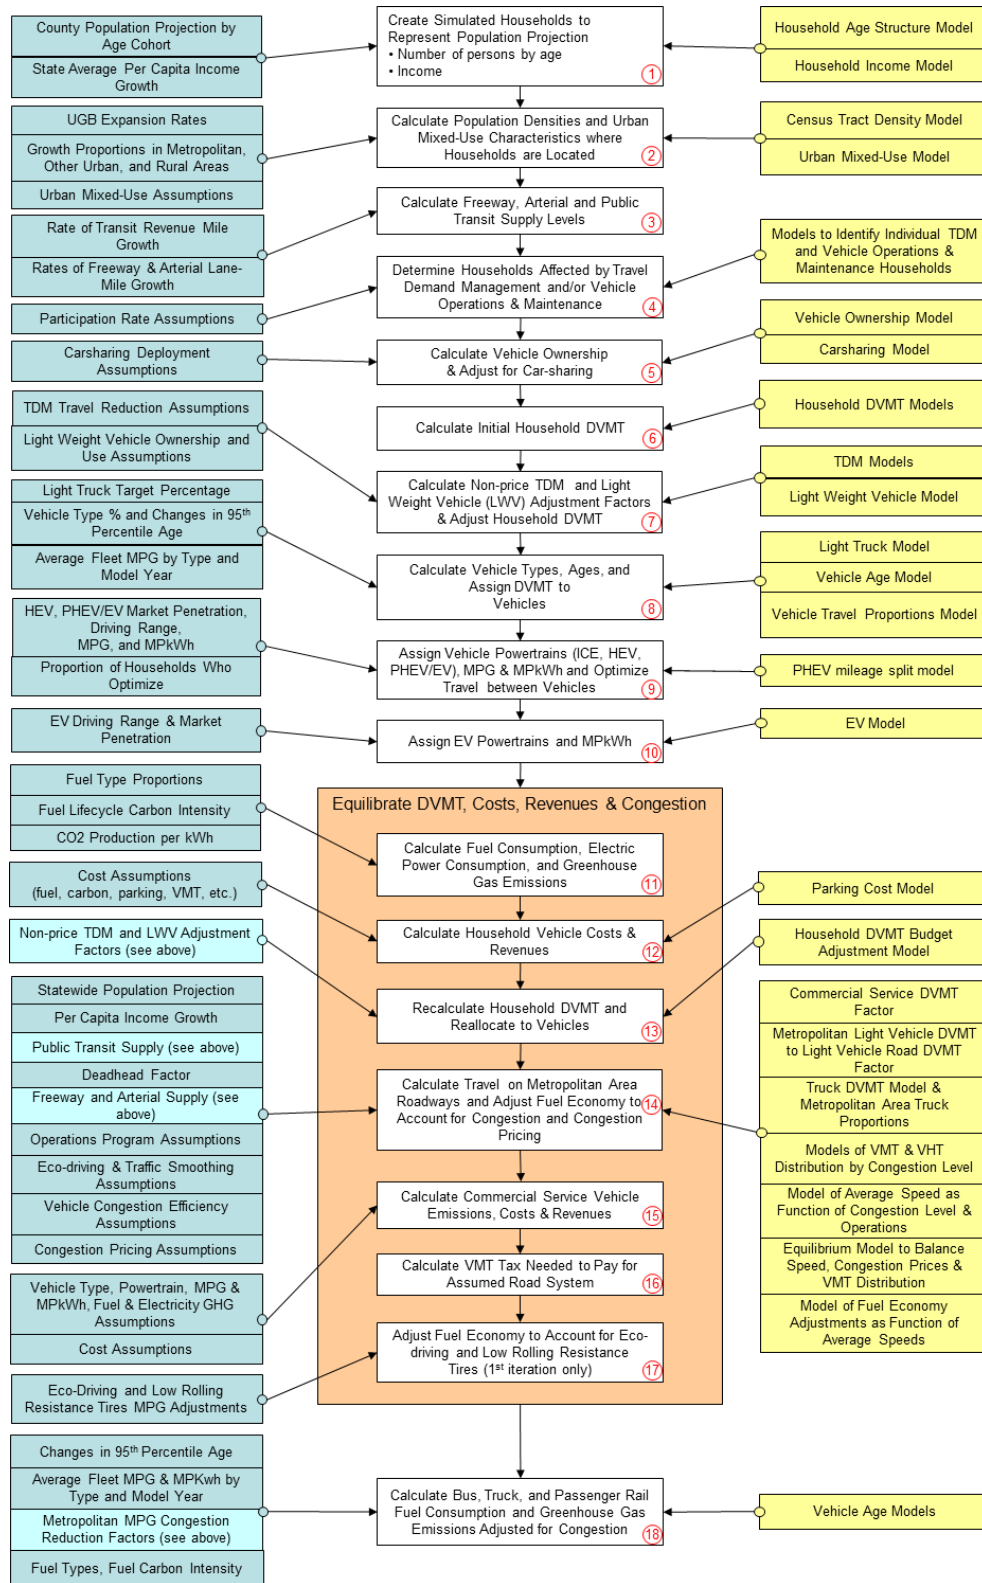 County Population Projection by
Age Cohort
State Average Per Capita Income
Growth
Create Simulated Households to
Represent Population Projection
• Number of persons by age
• Income
1
Household Age Structure Model
Household Income Model
UGB Expansion Rates
Growth Proportions in Metropolitan,
Other Urban, and Rural Areas
Urban Mixed-Use Assumptions
Calculate Population Densities and Urban
Mixed-Use Characteristics where
Households are Located
2
Census Tract Density Model
Urban Mixed-Use Model
Rate of Transit Revenue Mile
Growth
Rates of Freeway & Arterial Lane-
Mile Growth
Calculate Freeway, Arterial and Public
Transit Supply Levels
3
Participation Rate Assumptions
Determine Households Affected by Travel
Demand Management and/or Vehicle
Operations & Maintenance
4
Models to Identify Individual TDM
and Vehicle Operations &
Maintenance Households
Carsharing Deployment
Assumptions
Calculate Vehicle Ownership
& Adjust for Car-sharing
5
Vehicle Ownership Model
Carsharing Model
TDM Travel Reduction Assumptions
Light Weight Vehicle Ownership and
Use Assumptions
Calculate Initial Household DVMT
6
Household DVMT Models
Calculate Non-price TDM and Light
Weight Vehicle (LWV) Adjustment Factors
& Adjust Household DVMT
7
TDM Models
Light Weight Vehicle Model
Light Truck Target Percentage
Vehicle Type % and Changes in 95th
Percentile Age
Average Fleet MPG by Type and
Model Year
Calculate Vehicle Types, Ages, and
Assign DVMT to
Vehicles
8
Light Truck Model
Vehicle Age Model
Vehicle Travel Proportions Model
HEV, PHEV/EV Market Penetration,
Driving Range,
MPG, and MPkWh
Proportion of Households Who
Optimize
Assign Vehicle Powertrains (ICE, HEV,
PHEV/EV), MPG & MPkWh and Optimize
Travel between Vehicles
9
PHEV mileage split model
EV Driving Range & Market
Penetration
Assign EV Powertrains and MPkWh
10
EV Model
Equilibrate DVMT, Costs, Revenues & Congestion
Fuel Type Proportions
Fuel Lifecycle Carbon Intensity
CO2 Production per kWh
Calculate Fuel Consumption, Electric
Power Consumption, and Greenhouse
Gas Emissions
11
Cost Assumptions
(fuel, carbon, parking, VMT, etc.)
Calculate Household Vehicle Costs &
Revenues
12
Parking Cost Model
Non-price TDM and LWV Adjustment
Factors (see above)
Recalculate Household DVMT and
Reallocate to Vehicles
13
Household DVMT Budget
Adjustment Model
Statewide Population Projection
Per Capita Income Growth
Public Transit Supply (see above)
Deadhead Factor
Freeway and Arterial Supply (see
above)
Operations Program Assumptions
Eco-driving & Traffic Smoothing
Assumptions
Vehicle Congestion Efficiency
Assumptions
Congestion Pricing Assumptions
Calculate Travel on Metropolitan Area
Roadways and Adjust Fuel Economy to
Account for Congestion and Congestion
Pricing
14
Commercial Service DVMT
Factor
Metropolitan Light Vehicle DVMT
to Light Vehicle Road DVMT
Factor
Truck DVMT Model &
Metropolitan Area Truck
Proportions
Models of VMT & VHT
Distribution by Congestion Level
Model of Average Speed as
Function of Congestion Level &
Operations
Equilibrium Model to Balance
Speed, Congestion Prices &
VMT Distribution
Model of Fuel Economy
Adjustments as Function of
Average Speeds
Vehicle Type, Powertrain, MPG &
MPkWh, Fuel & Electricity GHG
Assumptions
Cost Assumptions
Calculate Commercial Service Vehicle
Emissions, Costs & Revenues
15
Calculate VMT Tax Needed to Pay for
Assumed Road System
16
Eco-Driving and Low Rolling
Resistance Tires MPG Adjustments
Adjust Fuel Economy to Account for Eco-
driving and Low Rolling Resistance
Tires (1st iteration only)
17
Changes in 95th Percentile Age
Average Fleet MPG & MPKwh by
Type and Model Year
Metropolitan MPG Congestion
Reduction Factors (see above)
Fuel Types, Fuel Carbon Intensity
Calculate Bus, Truck, and Passenger Rail
Fuel Consumption and Greenhouse Gas
Emissions Adjusted for Congestion
18
Vehicle Age Models